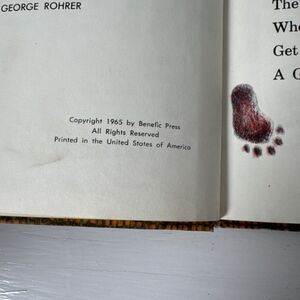 GEORGE ROHRER
Copyright 1965 by Benefic Press
All Rights Reserved
Printed in the United States of America
The
Get
A G